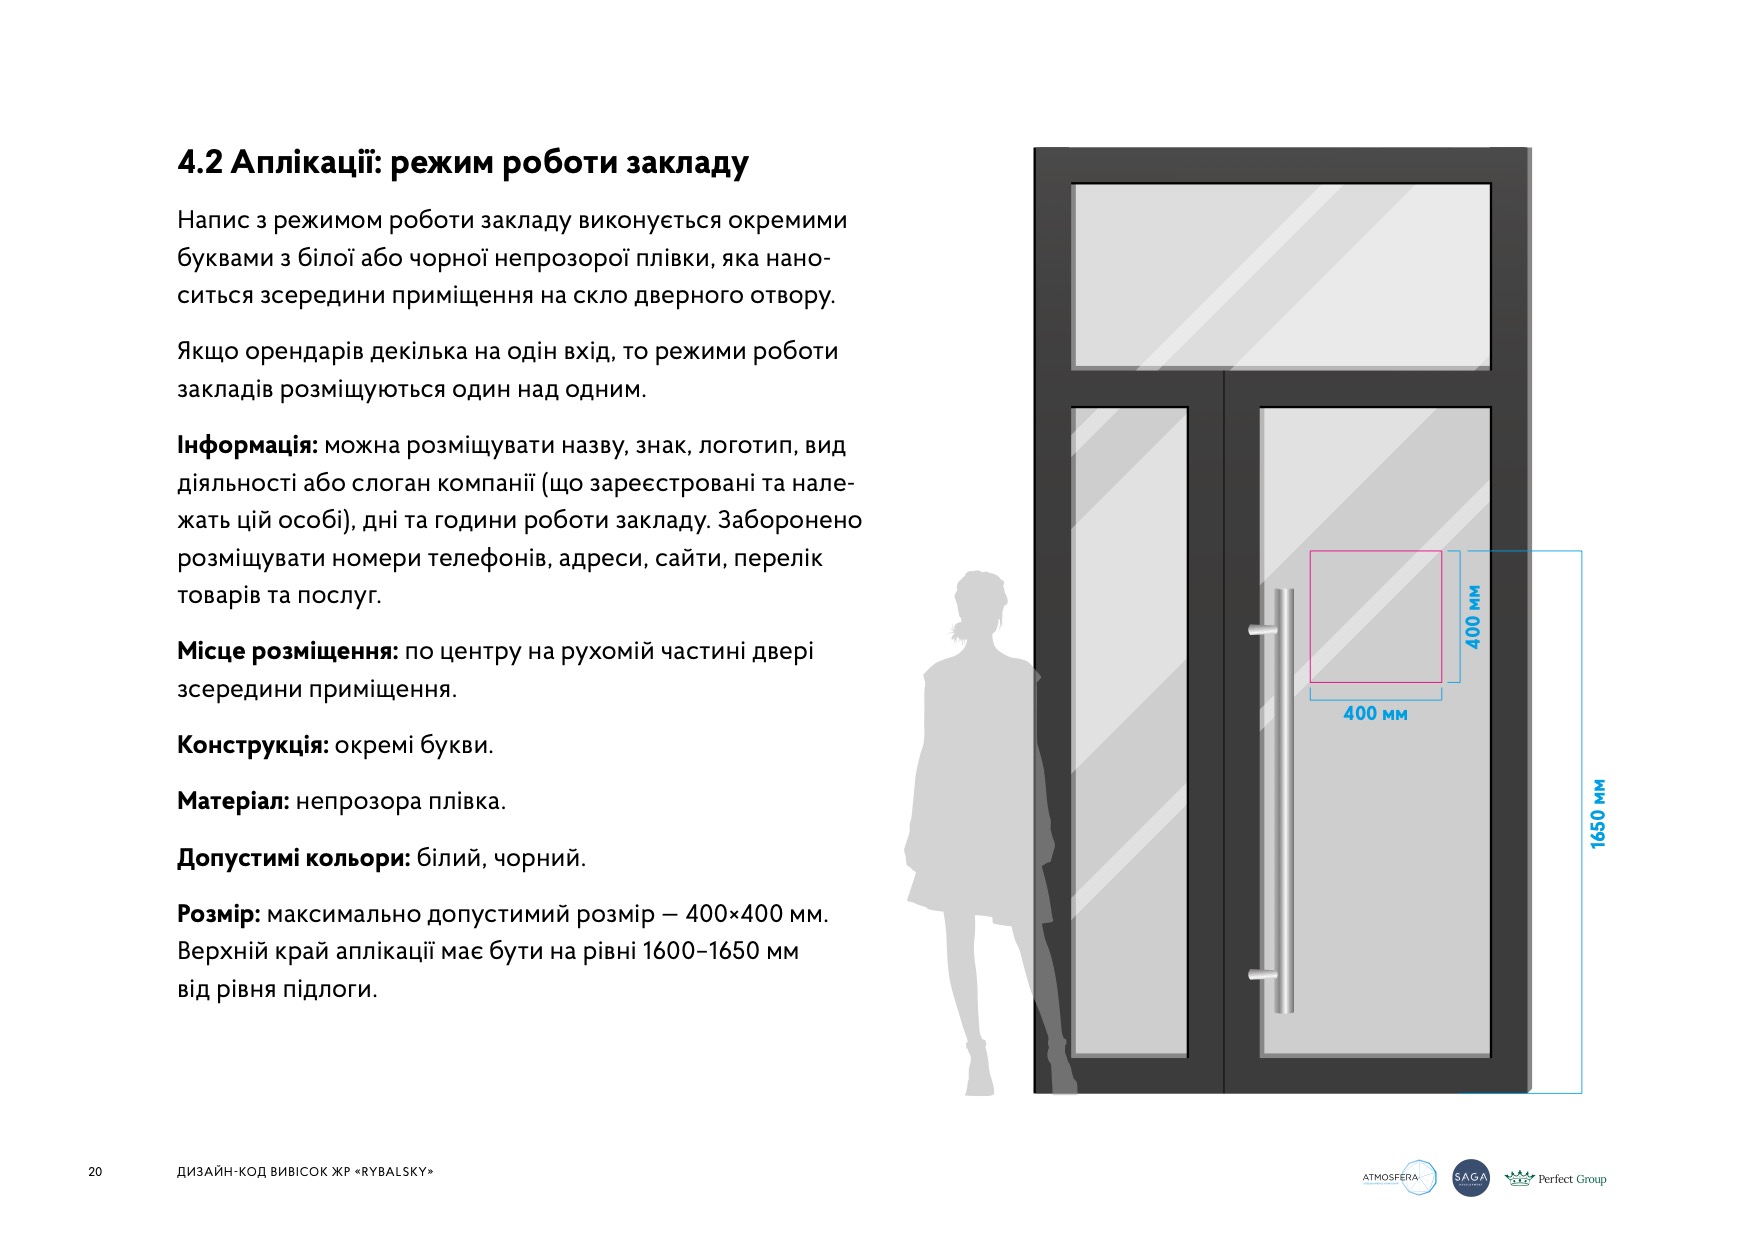 4.2 Аплікації: режим роботи закладу
Напис з режимом роботи закладу виконується окремими
буквами з білої або чорної непрозорої плівки, яка нано-
ситься зсередини приміщення на скло дверного отвору.
Якщо орендарів декілька на одін вхід, то режими роботи
закладів розміщуються один над одним.
Інформація: можна розміщувати назву, знак, логотип, вид
діяльності або слоган компанії (що зареєстровані та нале-
жать цій особі), дні та години роботи закладу. Заборонено
розміщувати номери телефонів, адреси, сайти, перелік
товарів та послуг.
Місце розміщення: по центру на рухомій частині двері
зсередини приміщення.
Конструкція: окремі букви.
Матеріал: непрозора плівка.
Допустимі кольори: білий, чорний.
Розмір: максимально допустимий розмір – 400×400 мм.
Верхній край аплікації має бути на рівні 1600–1650 мм
від рівня підлоги.
400 мм
400 мм
1650 мм
20
ДИЗАЙН-КОД ВИВІСОК ЖР «RYBALSKY»
ATMOSFERA
SAGA
Perfect Group